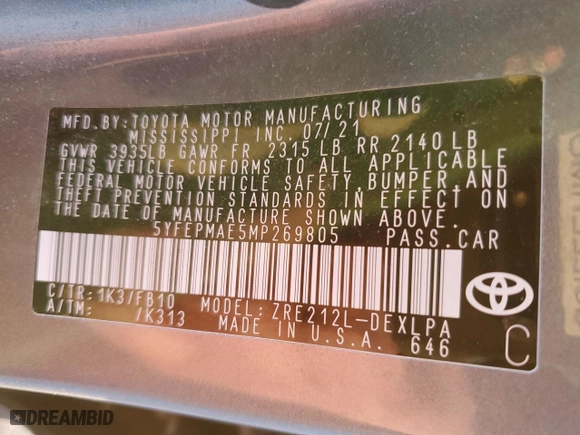 MFD.BY:TOYOTA MOTOR MANUFACTURING
MISSISSIPPI INC. 07/21
GVWR 3935LB GAWR FR 2315 LB RR 2140 LB
THIS VEHICLE CONFORMS TO ALL APPLICABLE
FEDERAL MOTOR VEHICLE SAFETY,BUMPER,AND
THEFT PREVENTION STANDARDS IN EFFECT ON
THE DATE OF MANUFACTURE SHOWN ABOVE.
5YFEPMAE5MP269805 PASS.CAR
C/TR:1K3/FB10 MODEL:ZRE212L-DEXLPA
A/TM: /K313 MADE IN U.S.A. 646
C
DREAMBID